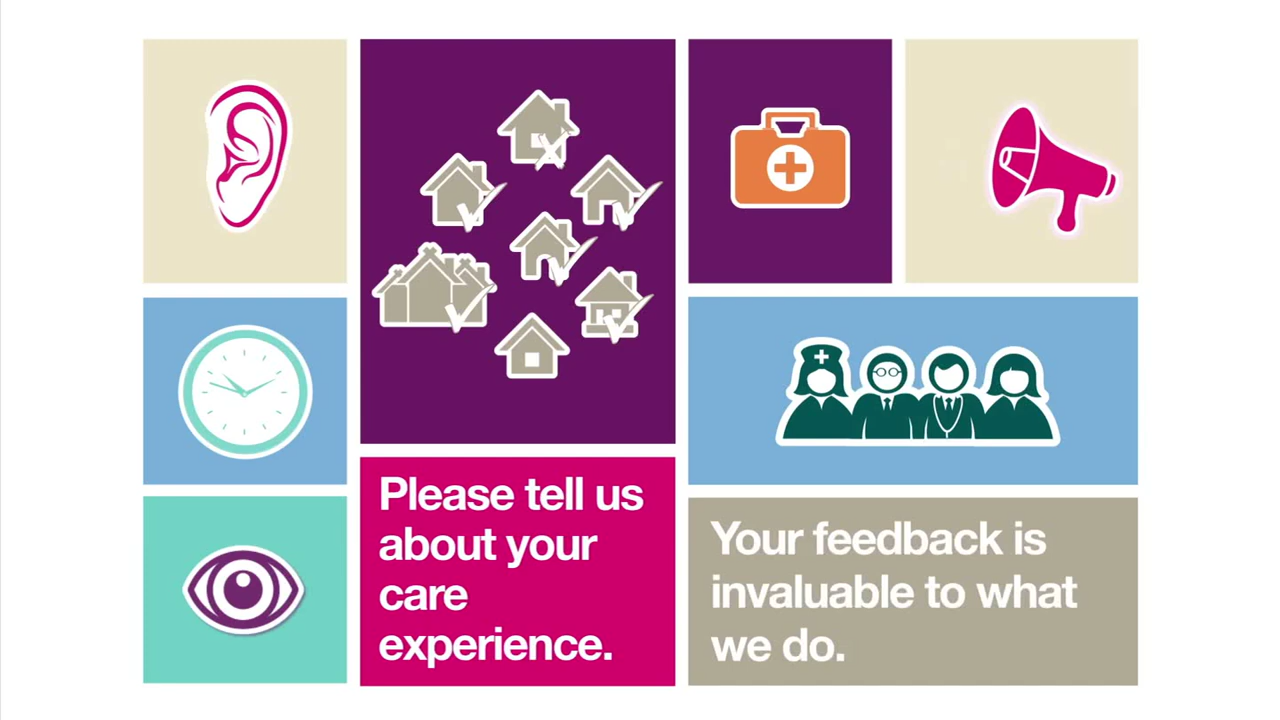 Please tell us
about your
care
experience.
Your feedback is
invaluable to what
we do.